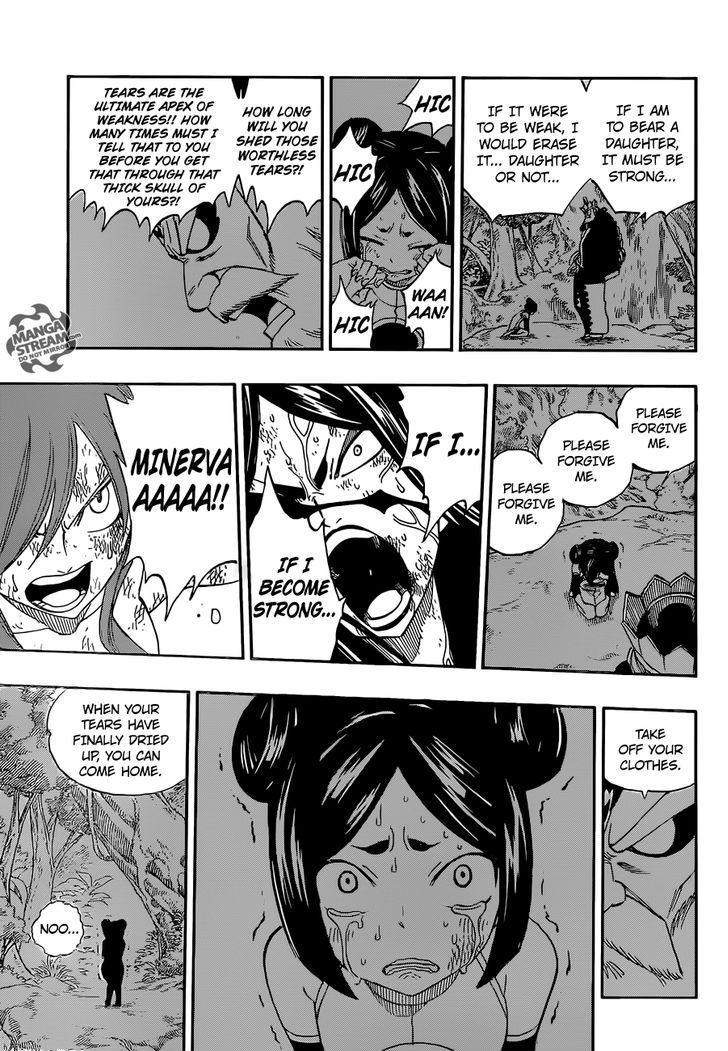 IF I AM
TO BEAR A
DAUGHTER,
IT MUST BE
STRONG...
IF IT WERE
TO BE WEAK, I
WOULD ERASE
IT... DAUGHTER
OR NOT...
HIC
HIC
WAA
AAN!
HIC
HOW LONG
WILL YOU
SHED THOSE
WORTHLESS
TEARS?!
TEARS ARE THE
ULTIMATE APEX OF
WEAKNESS!! HOW
MANY TIMES MUST I
TELL THAT TO YOU
BEFORE YOU GET
THAT THROUGH THAT
THICK SKULL OF
YOURS?!
MANGA
STREAM.com
DO NOT MIRROR
PLEASE
FORGIVE
ME.
PLEASE
FORGIVE
ME.
PLEASE
FORGIVE
ME.
IF I...
IF I
BECOME
STRONG...
MINERVA
AAAAA!!
TAKE
OFF YOUR
CLOTHES.
WHEN YOUR
TEARS HAVE
FINALLY DRIED
UP, YOU CAN
COME HOME.
NOO...